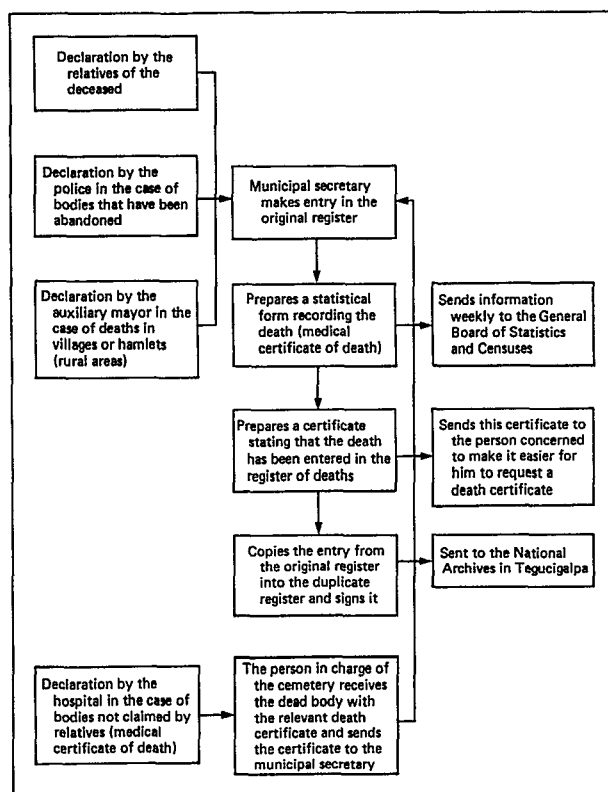 Declaration by the
relatives of the
deceased
Declaration by the
police in the case of
bodies that have been
abandoned
Municipal secretary
makes entry in the
original register
Declaration by the
auxiliary mayor in the
case of deaths in
villages or hamlets
(rural areas)
Prepares a statistical
form recording the
death (medical
certificate of death)
Sends information
weekly to the General
Board of Statistics
and Censuses
Prepares a certificate
stating that the death
has been entered in the
register of deaths
Sends this certificate to
the person concerned
to make it easier for
him to request a
death certificate
Copies the entry from
the original register
into the duplicate
register and signs it
Sent to the National
Archives in Tegucigalpa
Declaration by the
hospital in the case of
bodies not claimed by
relatives (medical
certificate of death)
The person in charge of
the cemetery receives
the dead body with
the relevant death
certificate and sends
the certificate to the
municipal secretary